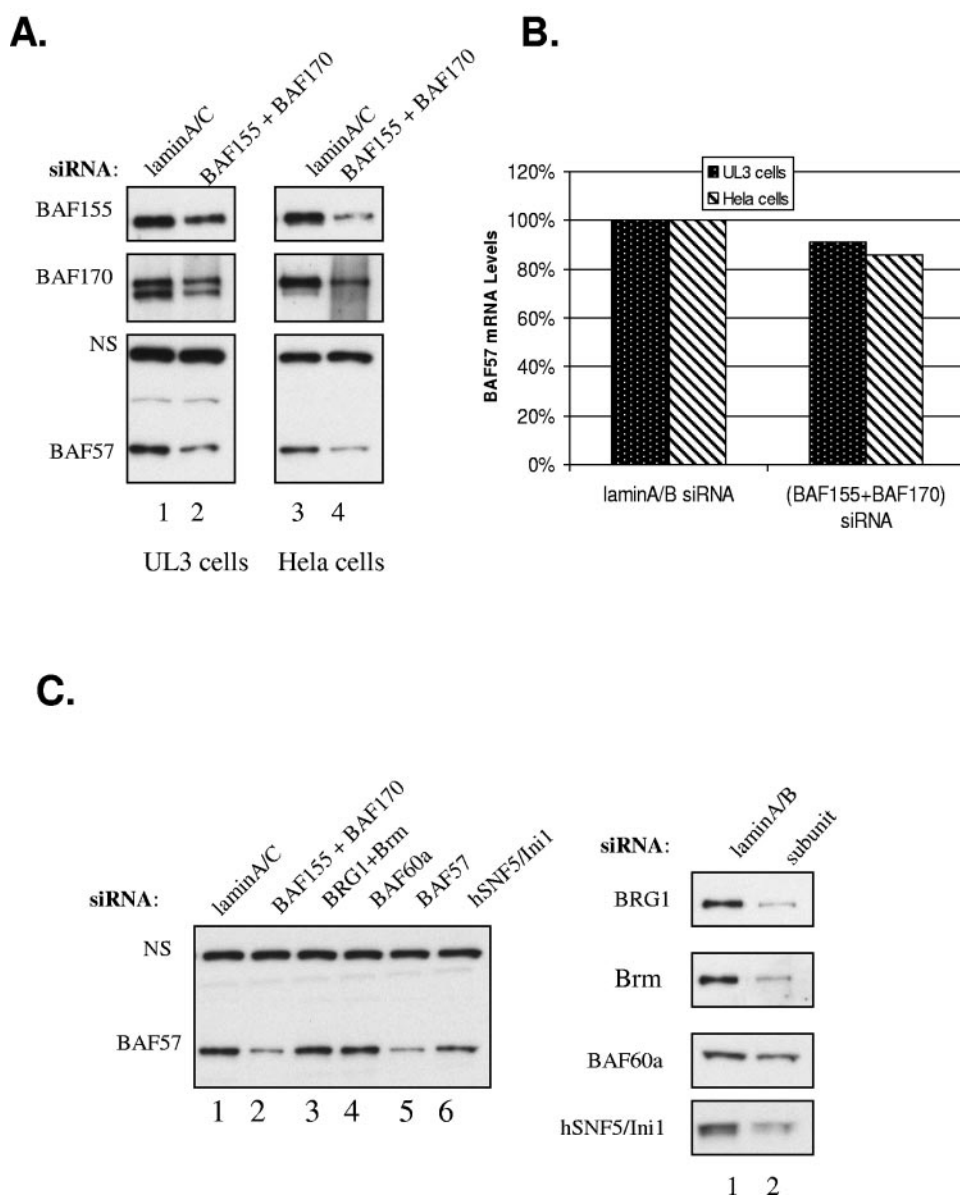 A.
siRNA:
laminA/C
BAF155 + BAF170
laminA/C
BAF155 + BAF170
BAF155
BAF170
NS
BAF57
1 2 3 4
UL3 cells Hela cells
B.
UL3 cells
Hela cells
BAF57 mRNA Levels
120%
100%
80%
60%
40%
20%
0%
laminA/B siRNA
(BAF155+BAF170)
siRNA
C.
siRNA:
laminA/C
BAF155 + BAF170
BRG1+Brm
BAF60a
BAF57
hSNF5/Ini1
NS
BAF57
1 2 3 4 5 6
siRNA:
laminA/B
subunit
BRG1
Brm
BAF60a
hSNF5/Ini1
1 2